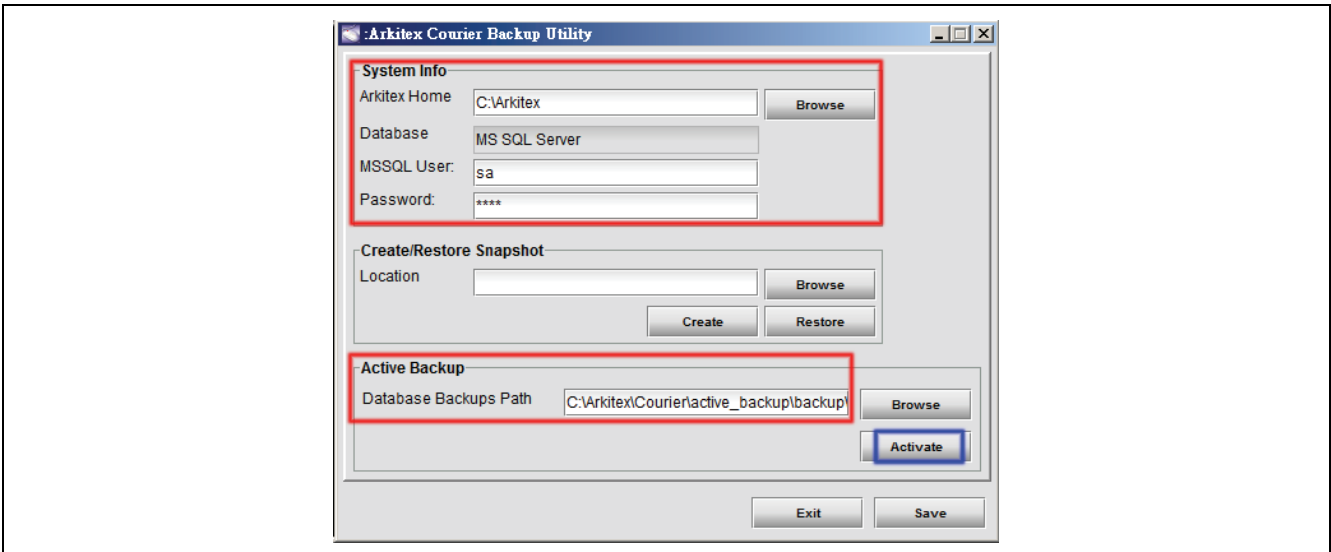 :Arkitex Courier Backup Utility
System Info
Arkitex Home C:\Arkitex Browse
Database MS SQL Server
MSSQL User: sa
Password: ****
Create/Restore Snapshot
Location Browse
Create Restore
Active Backup
Database Backups Path C:\Arkitex\Courier\active_backup\backup\ Browse
Activate
Exit Save